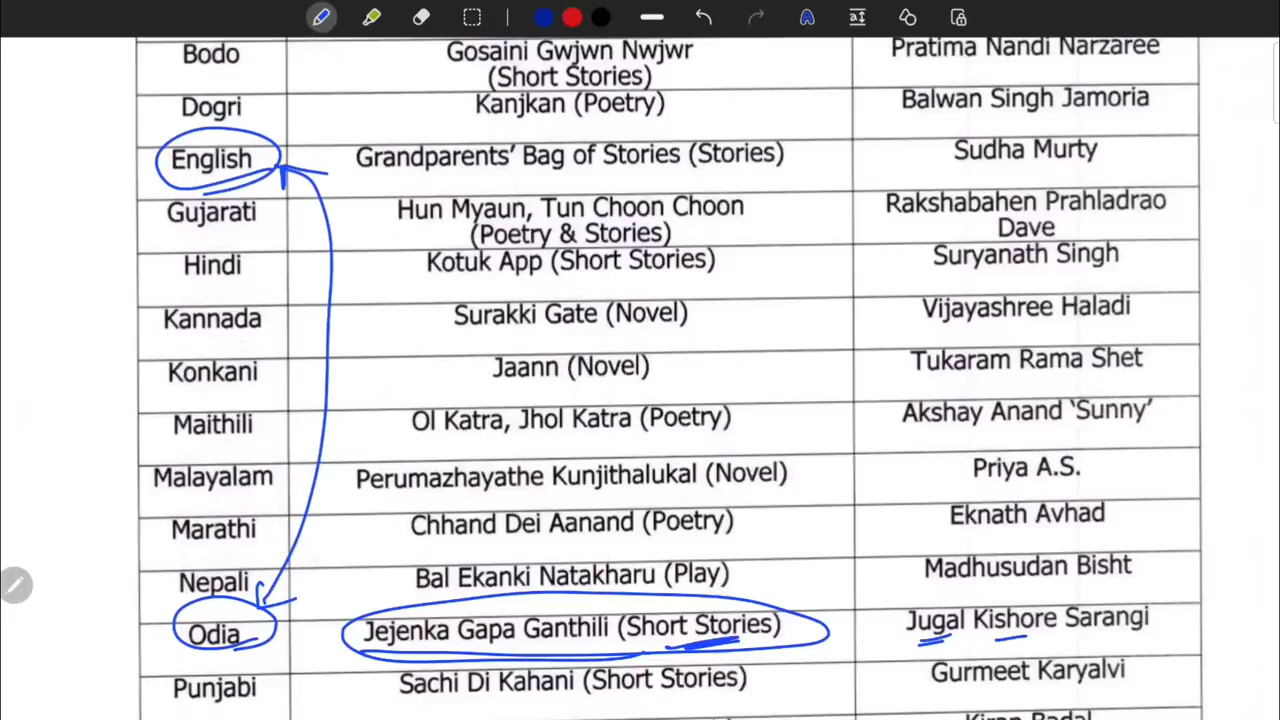 Bodo
Gosaini Gwjwn Nwjwr
(Short Stories)
Pratima Nandi Narzaree
Dogri
Kanjkan (Poetry)
Balwan Singh Jamoria
English
Grandparents' Bag of Stories (Stories)
Sudha Murty
Gujarati
Hun Myaun, Tun Choon Choon
(Poetry & Stories)
Rakshabahen Prahladrao
Dave
Hindi
Kotuk App (Short Stories)
Suryanath Singh
Kannada
Surakki Gate (Novel)
Vijayashree Haladi
Konkani
Jaann (Novel)
Tukaram Rama Shet
Maithili
Ol Katra, Jhol Katra (Poetry)
Akshay Anand 'Sunny'
Malayalam
Perumazhayathe Kunjithalukal (Novel)
Priya A.S.
Marathi
Chhand Dei Aanand (Poetry)
Eknath Avhad
Nepali
Bal Ekanki Natakharu (Play)
Madhusudan Bisht
Odia
Jejenka Gapa Ganthili (Short Stories)
Jugal Kishore Sarangi
Punjabi
Sachi Di Kahani (Short Stories)
Gurmeet Karyalvi